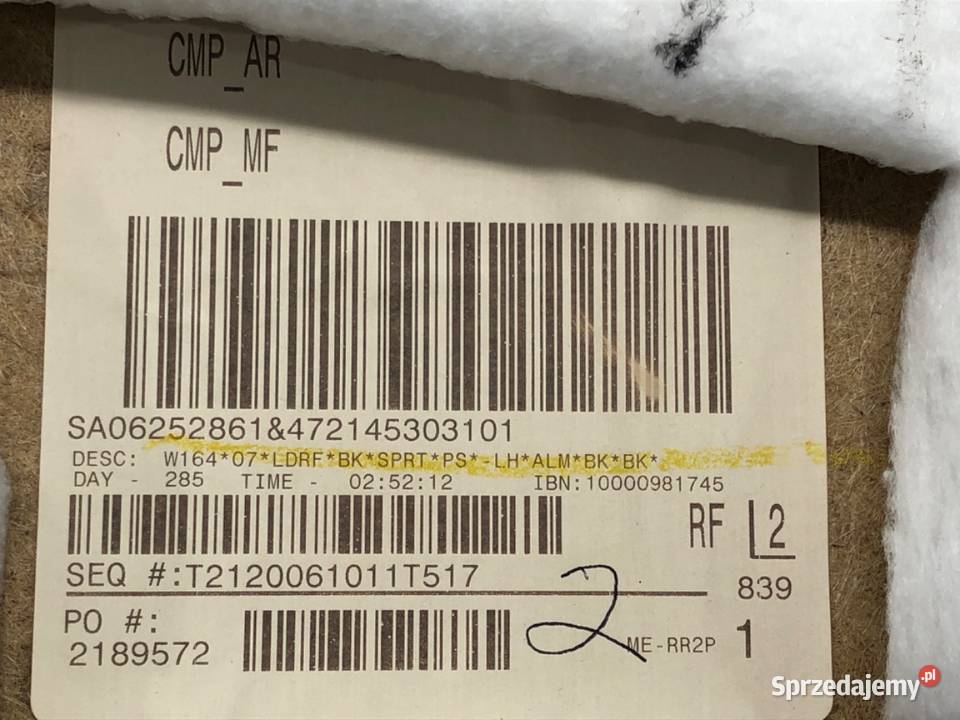 CMP_AR
CMP_MF
SA06252861&472145303101
DESC: W164*07*LDRF*BK*SPRT*PS*-LH*ALM*BK*BK*
DAY - 285 TIME - 02:52:12 IBN:10000981745
RF L2
SEQ #:T2120061011T517
839
PO #:
2189572
2
ME-RR2P 1
Sprzedajemy.pl